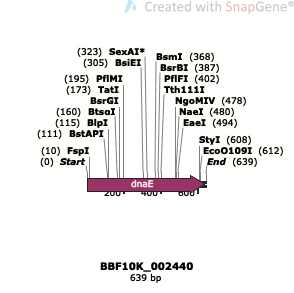 Created with SnapGene®
(323) SexAI*
(305) BsiEI
(195) PflMI
(173) TatI
BsrGI
(160) BtsαI
(115) BlpI
(111) BstAPI
(10) FspI
(0) Start
BsmI (368)
BsrBI (387)
PflFI (402)
Tth111I
NgoMIV (478)
NaeI (480)
EaeI (494)
StyI (608)
EcoO109I (612)
End (639)
dnaE
200 400 600
BBF10K_002440
639 bp